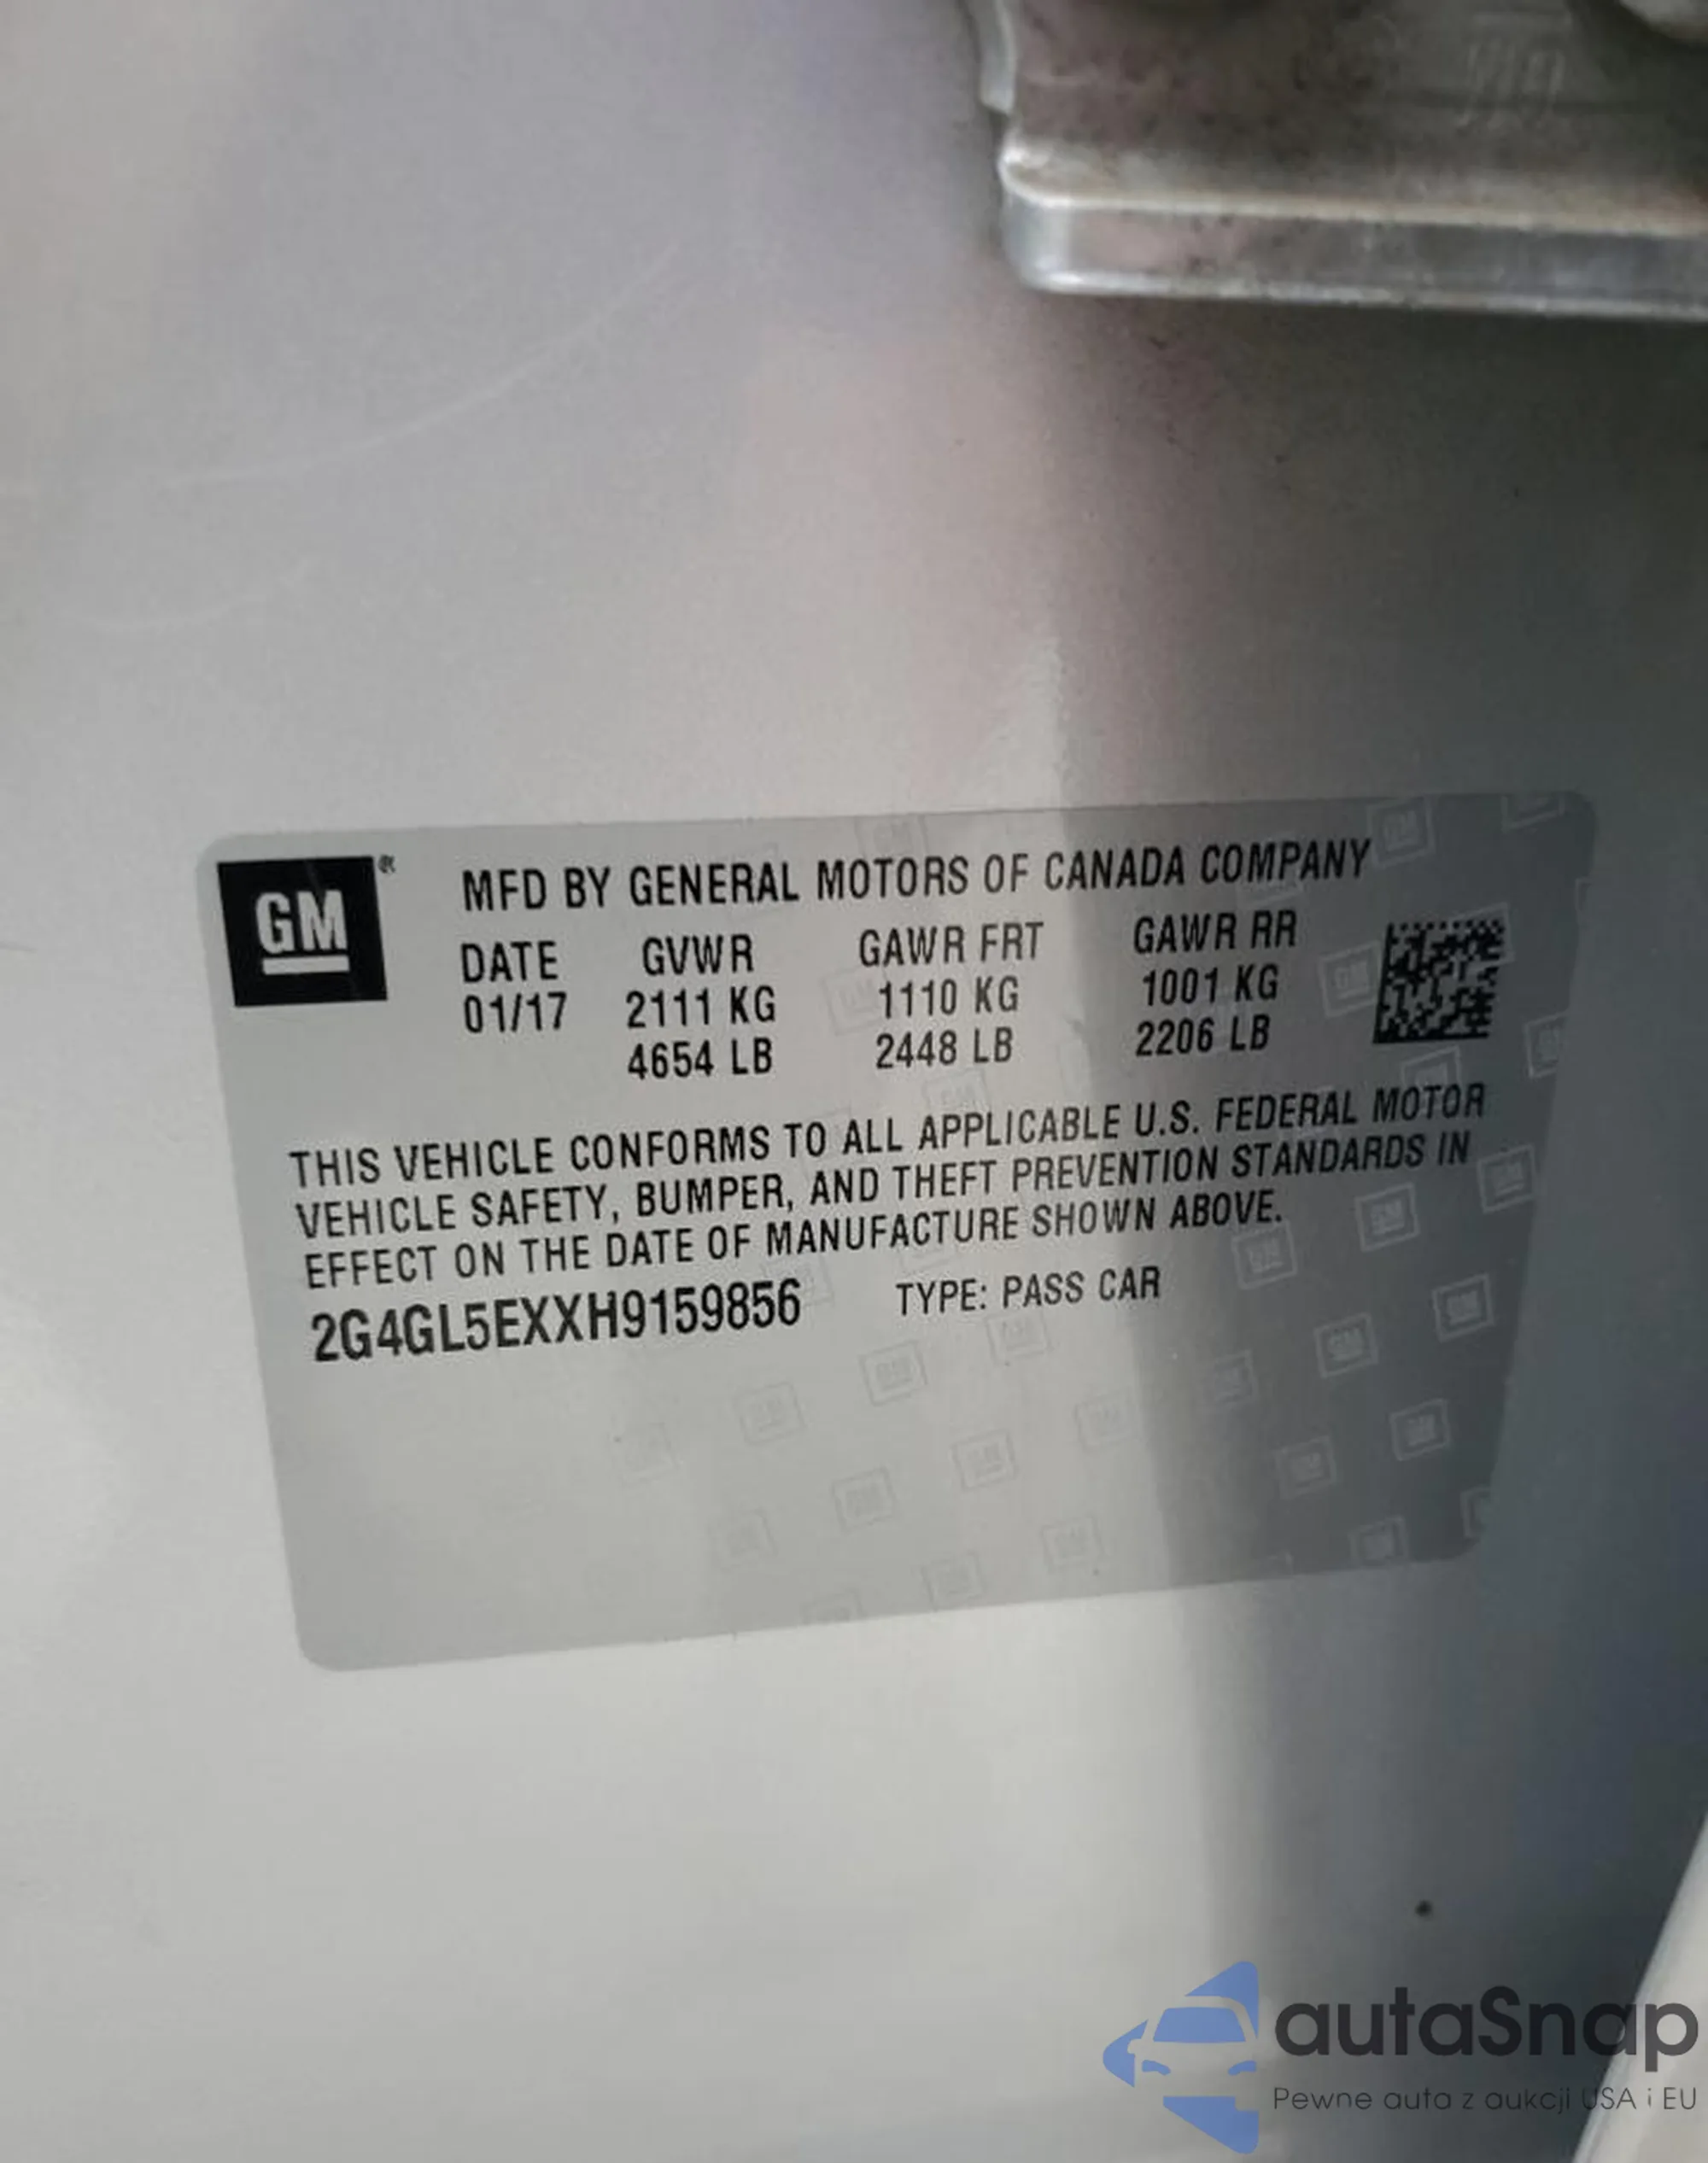 GM ®
MFD BY GENERAL MOTORS OF CANADA COMPANY
DATE GVWR GAWR FRT GAWR RR
01/17 2111 KG 1110 KG 1001 KG
4654 LB 2448 LB 2206 LB
THIS VEHICLE CONFORMS TO ALL APPLICABLE U.S. FEDERAL MOTOR
VEHICLE SAFETY, BUMPER, AND THEFT PREVENTION STANDARDS IN
EFFECT ON THE DATE OF MANUFACTURE SHOWN ABOVE.
2G4GL5EXXH9159856 TYPE: PASS CAR
autaSnap
Pewne auta z aukcji USA i EU